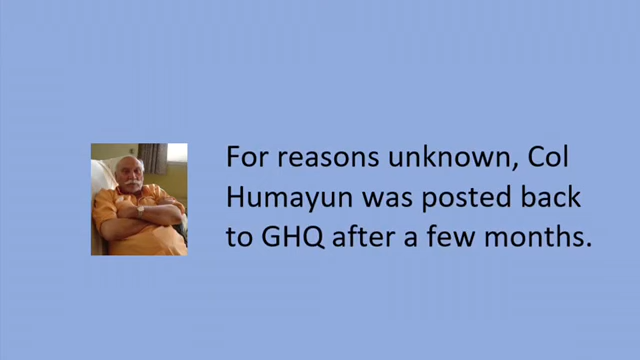 For reasons unknown, Col
Humayun was posted back
to GHQ after a few months.